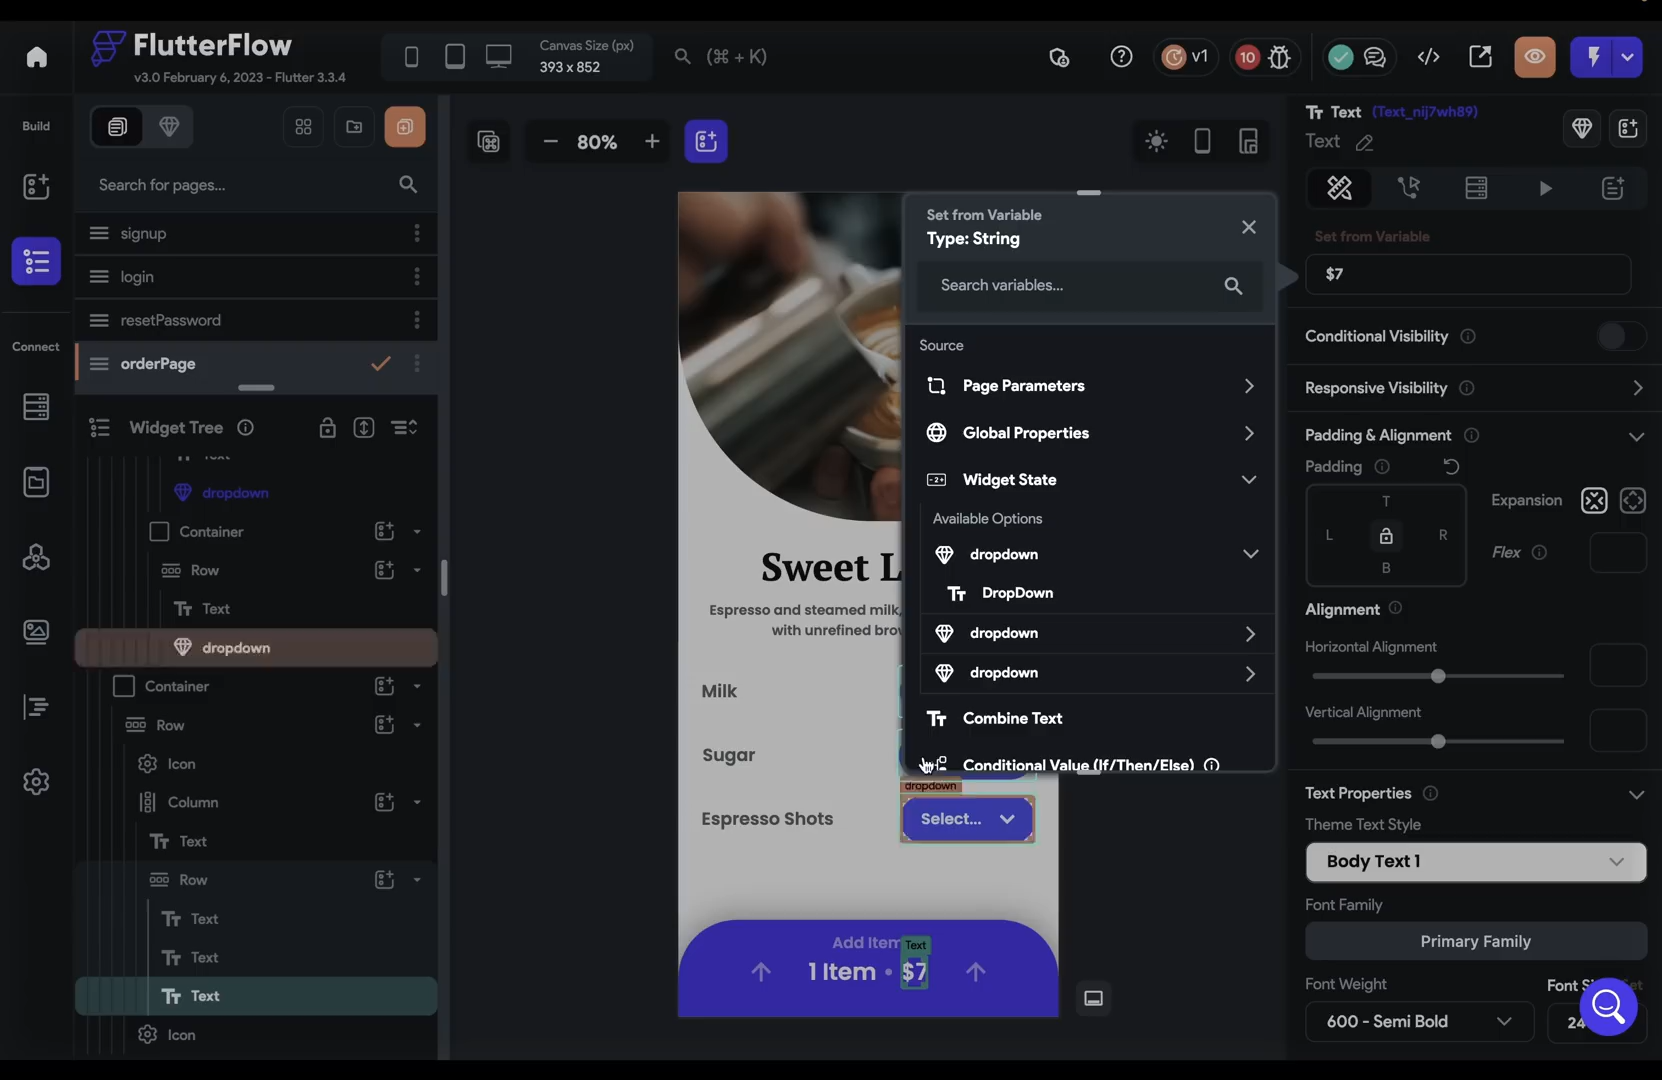 FlutterFlow
v3.0 February 6, 2023 - Flutter 3.3.4
Canvas Size (px)
393 x 852
(⌘ + K)
v1
10
Build
Connect
Search for pages...
signup
login
resetPassword
orderPage
Widget Tree
Text
dropdown
Container
Row
Text
dropdown
Container
Row
Icon
Column
Text
Row
Text
Text
Text
Icon
80%
Sweet L
Espresso and steamed milk,
with unrefined brow
Milk
Sugar
Espresso Shots
dropdown
Select...
Add Item
Text
1 Item • $7
Set from Variable
Type: String
Search variables...
Source
Page Parameters
Global Properties
Widget State
Available Options
dropdown
DropDown
dropdown
dropdown
Combine Text
Conditional Value (If/Then/Else)
Text (Text_nij7wh89)
Text
Set from Variable
$7
Conditional Visibility
Responsive Visibility
Padding & Alignment
Padding
T
L
R
B
Expansion
Flex
Alignment
Horizontal Alignment
Vertical Alignment
Text Properties
Theme Text Style
Body Text 1
Font Family
Primary Family
Font Weight
Font
600 - Semi Bold
24